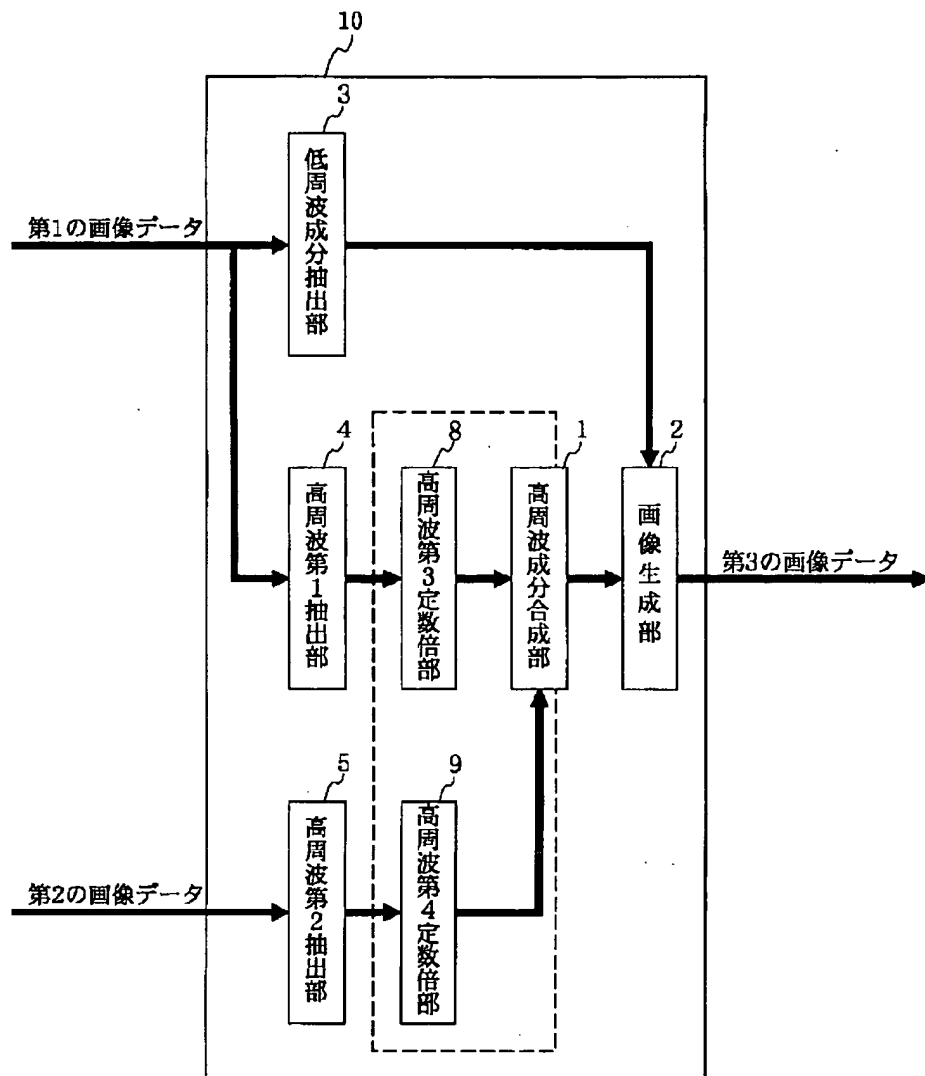 10
3
低周波成分抽出部
第1の画像データ
4
高周波第1抽出部
8
高周波第3定数倍部
1
高周波成分合成部
2
画像生成部
第3の画像データ
5
高周波第2抽出部
9
高周波第4定数倍部
第2の画像データ